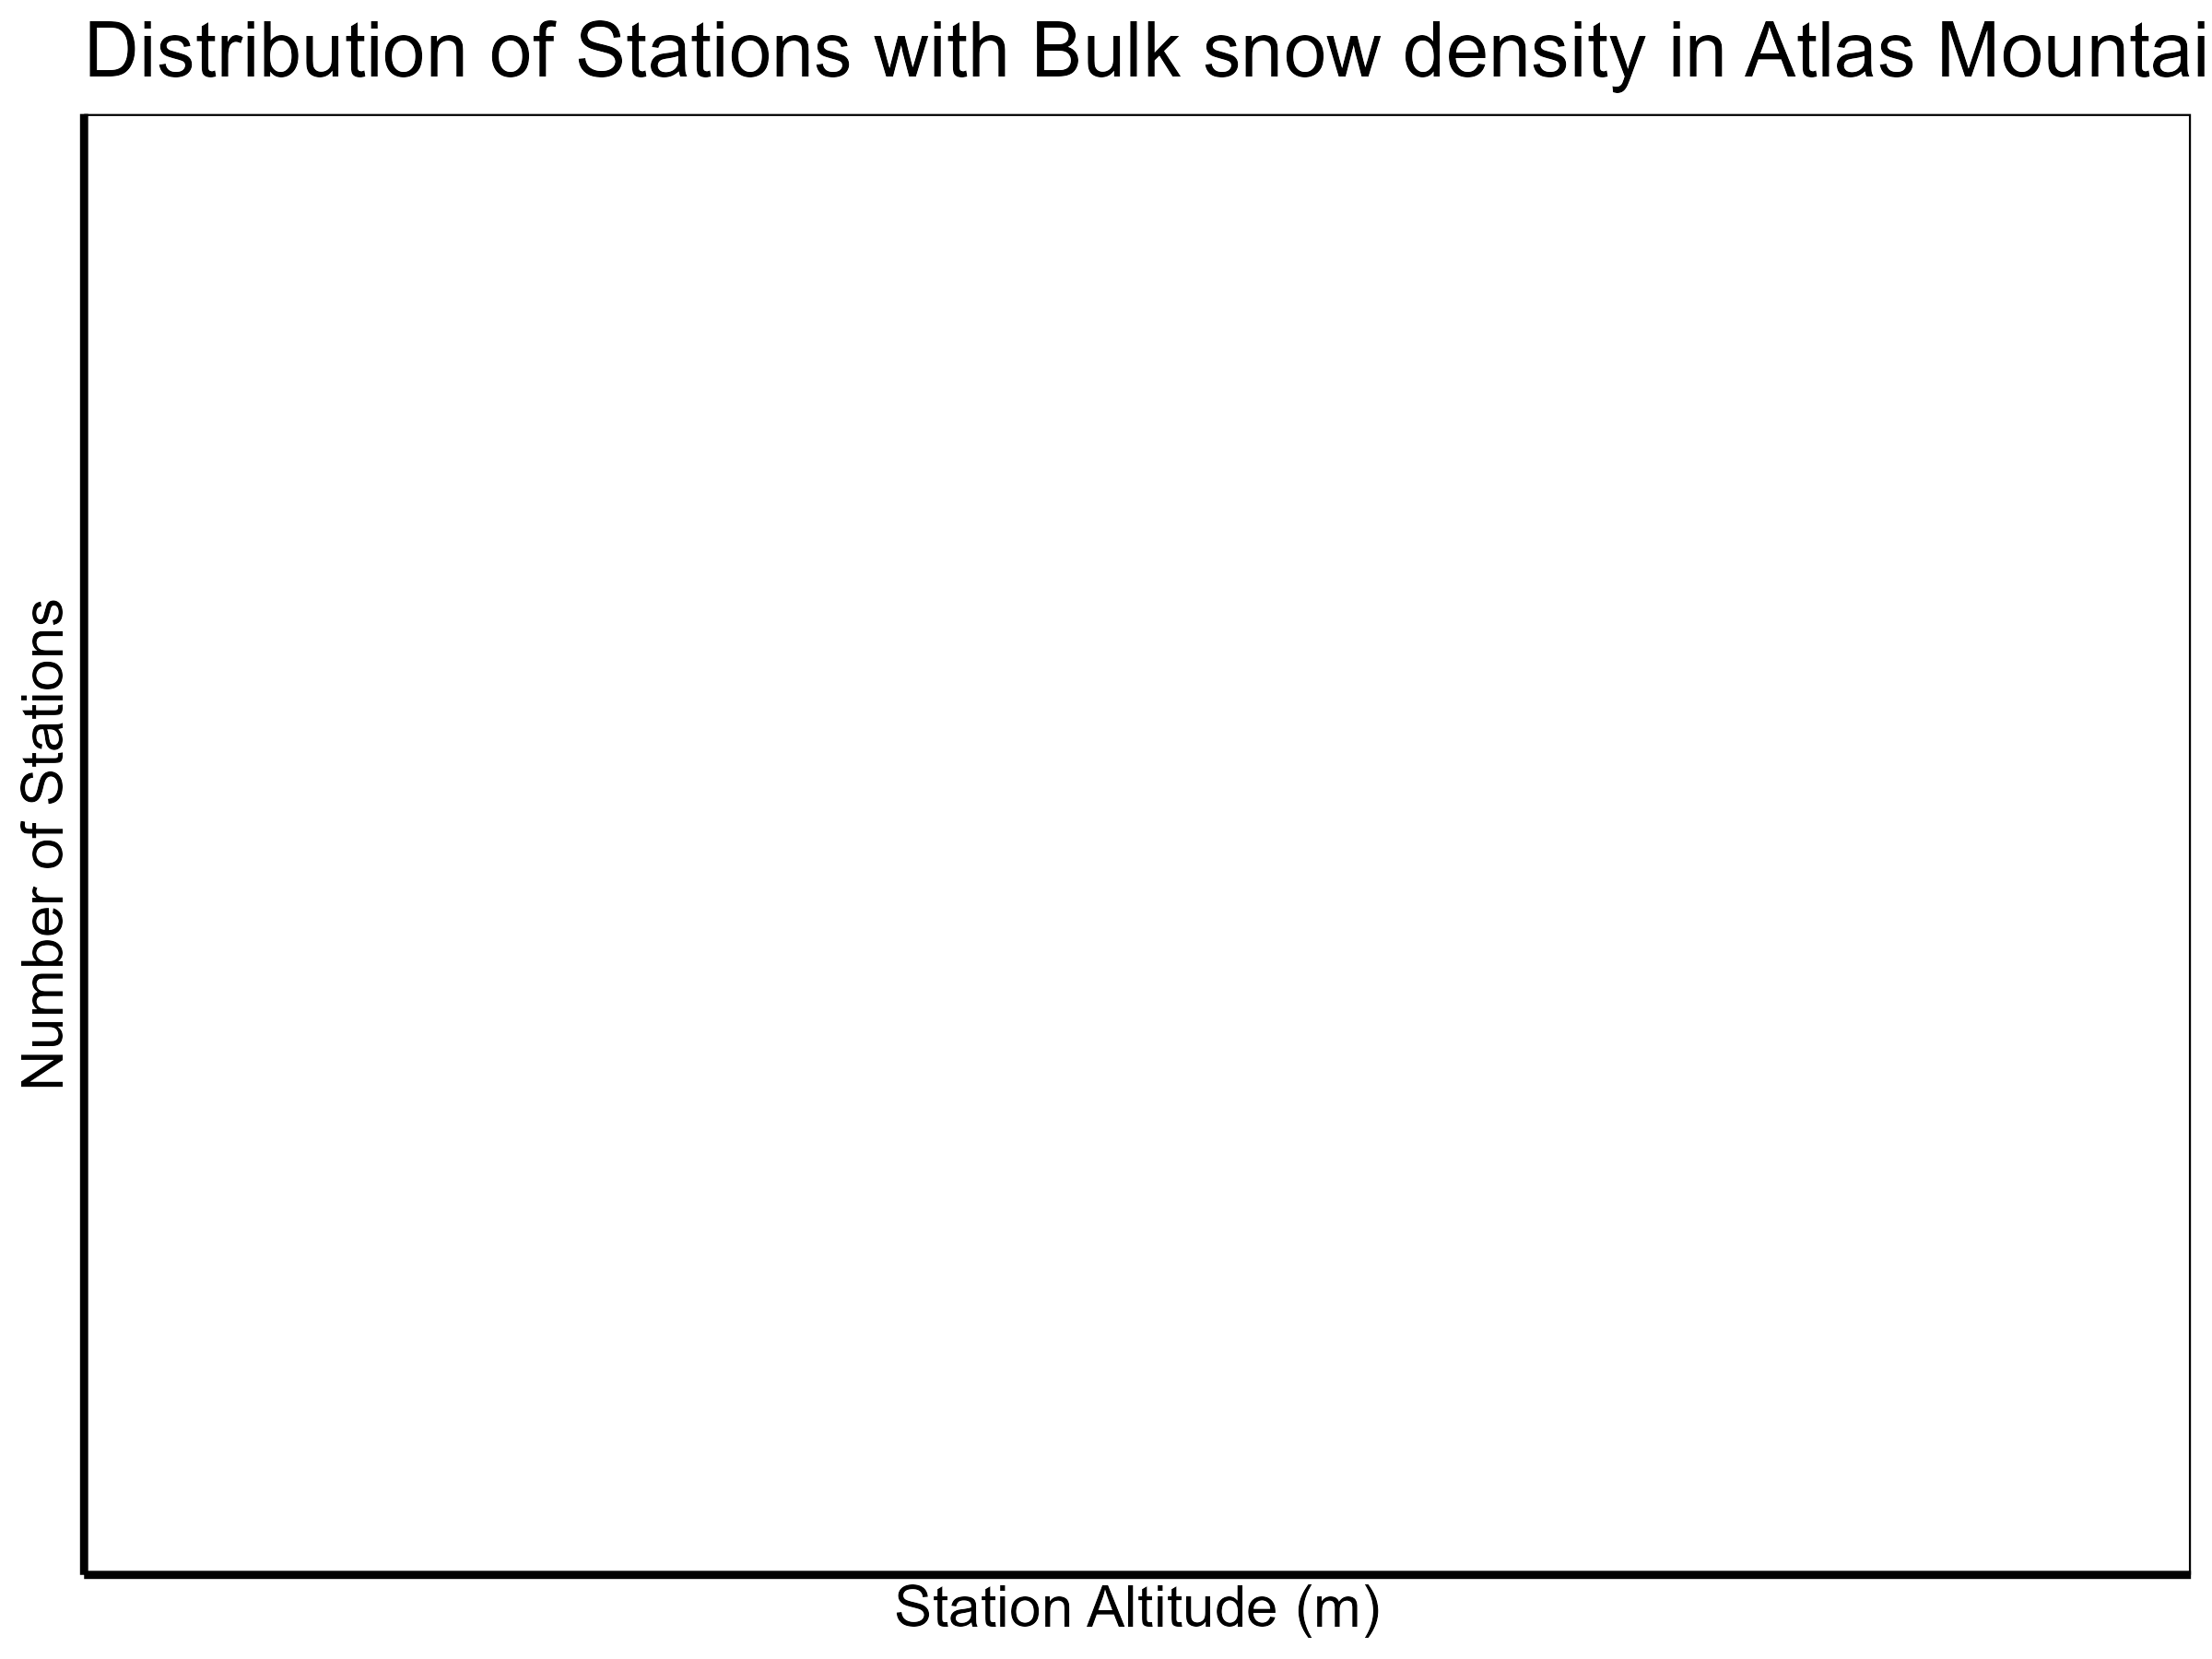 Distribution of Stations with Bulk snow density in Atlas Mountai
Number of Stations
Station Altitude (m)